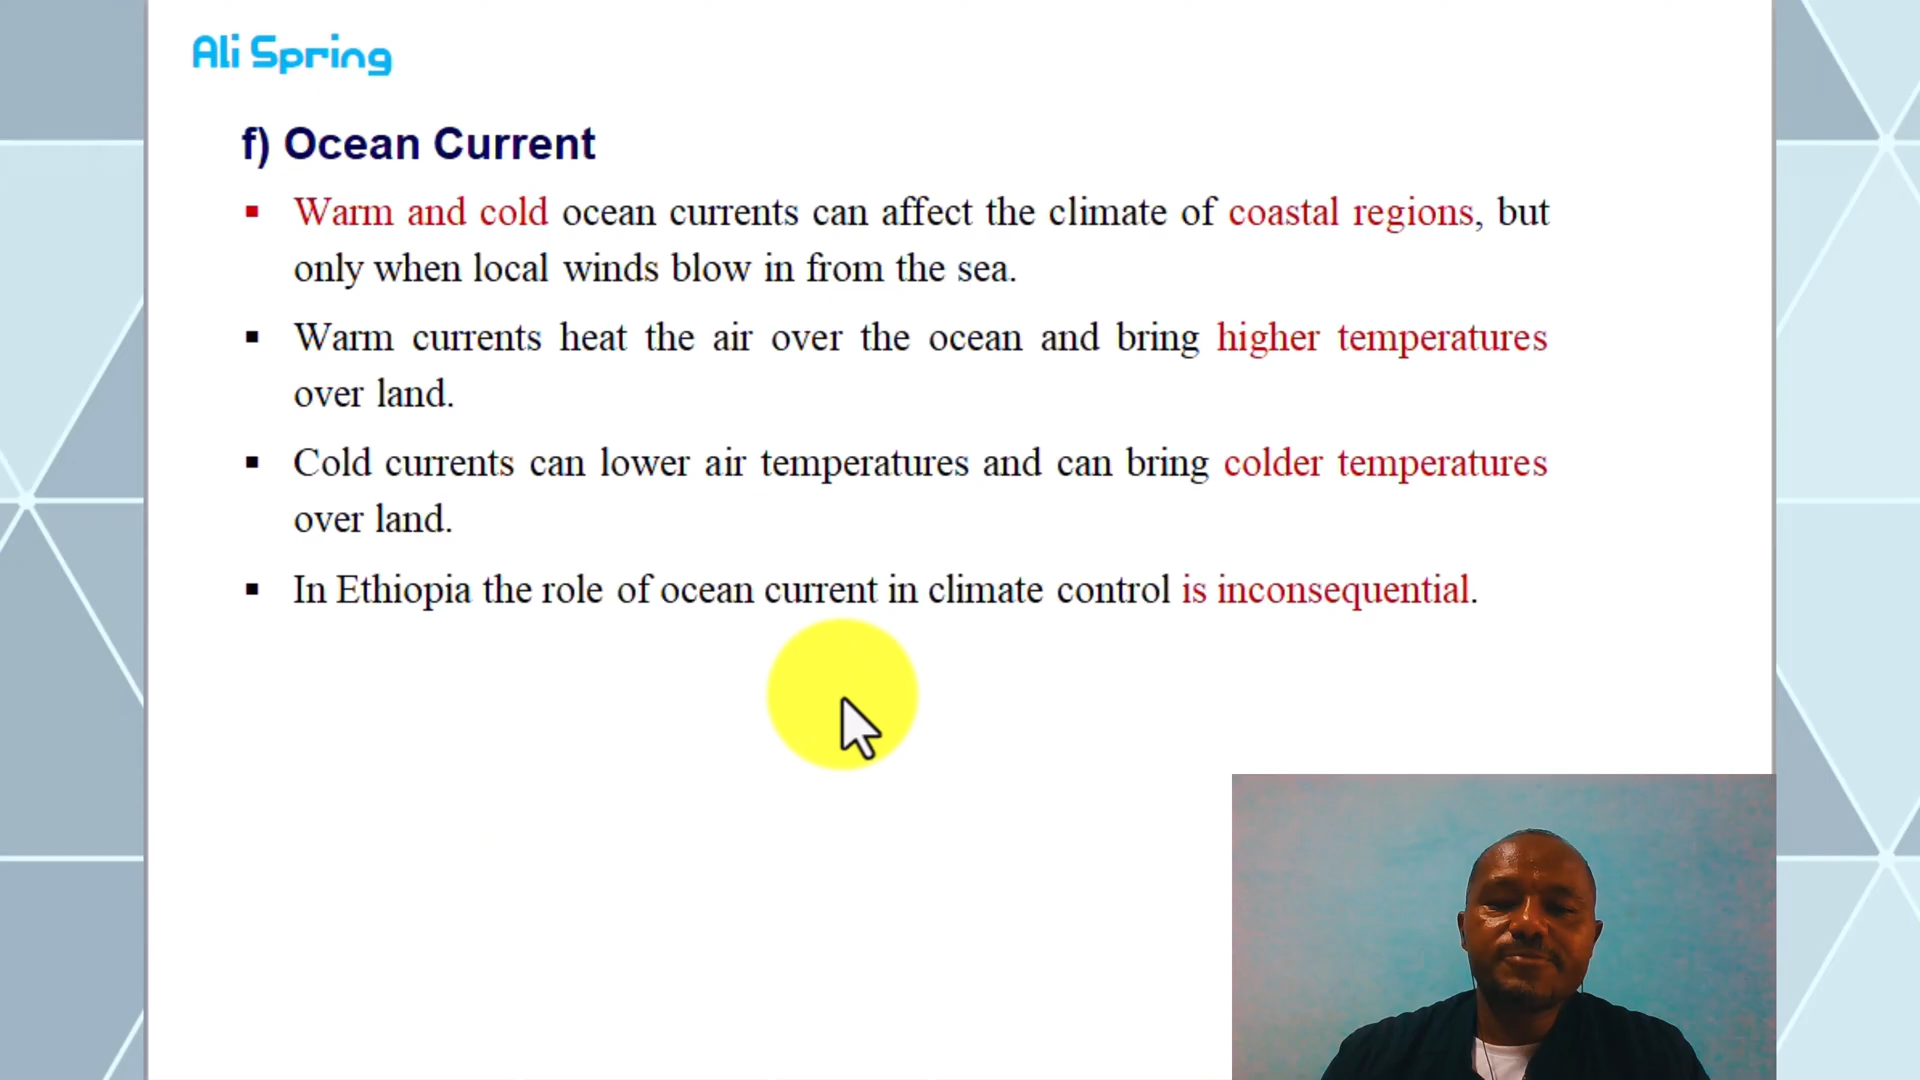 Ali Spring
f) Ocean Current
▪ Warm and cold ocean currents can affect the climate of coastal regions, but
only when local winds blow in from the sea.
▪ Warm currents heat the air over the ocean and bring higher temperatures
over land.
▪ Cold currents can lower air temperatures and can bring colder temperatures
over land.
▪ In Ethiopia the role of ocean current in climate control is inconsequential.